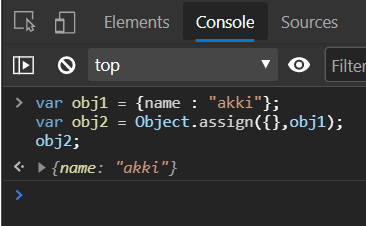 Elements Console Sources
top Filter
> var obj1 = {name : "akki"};
var obj2 = Object.assign({},obj1);
obj2;
<· ▶ {name: "akki"}
>